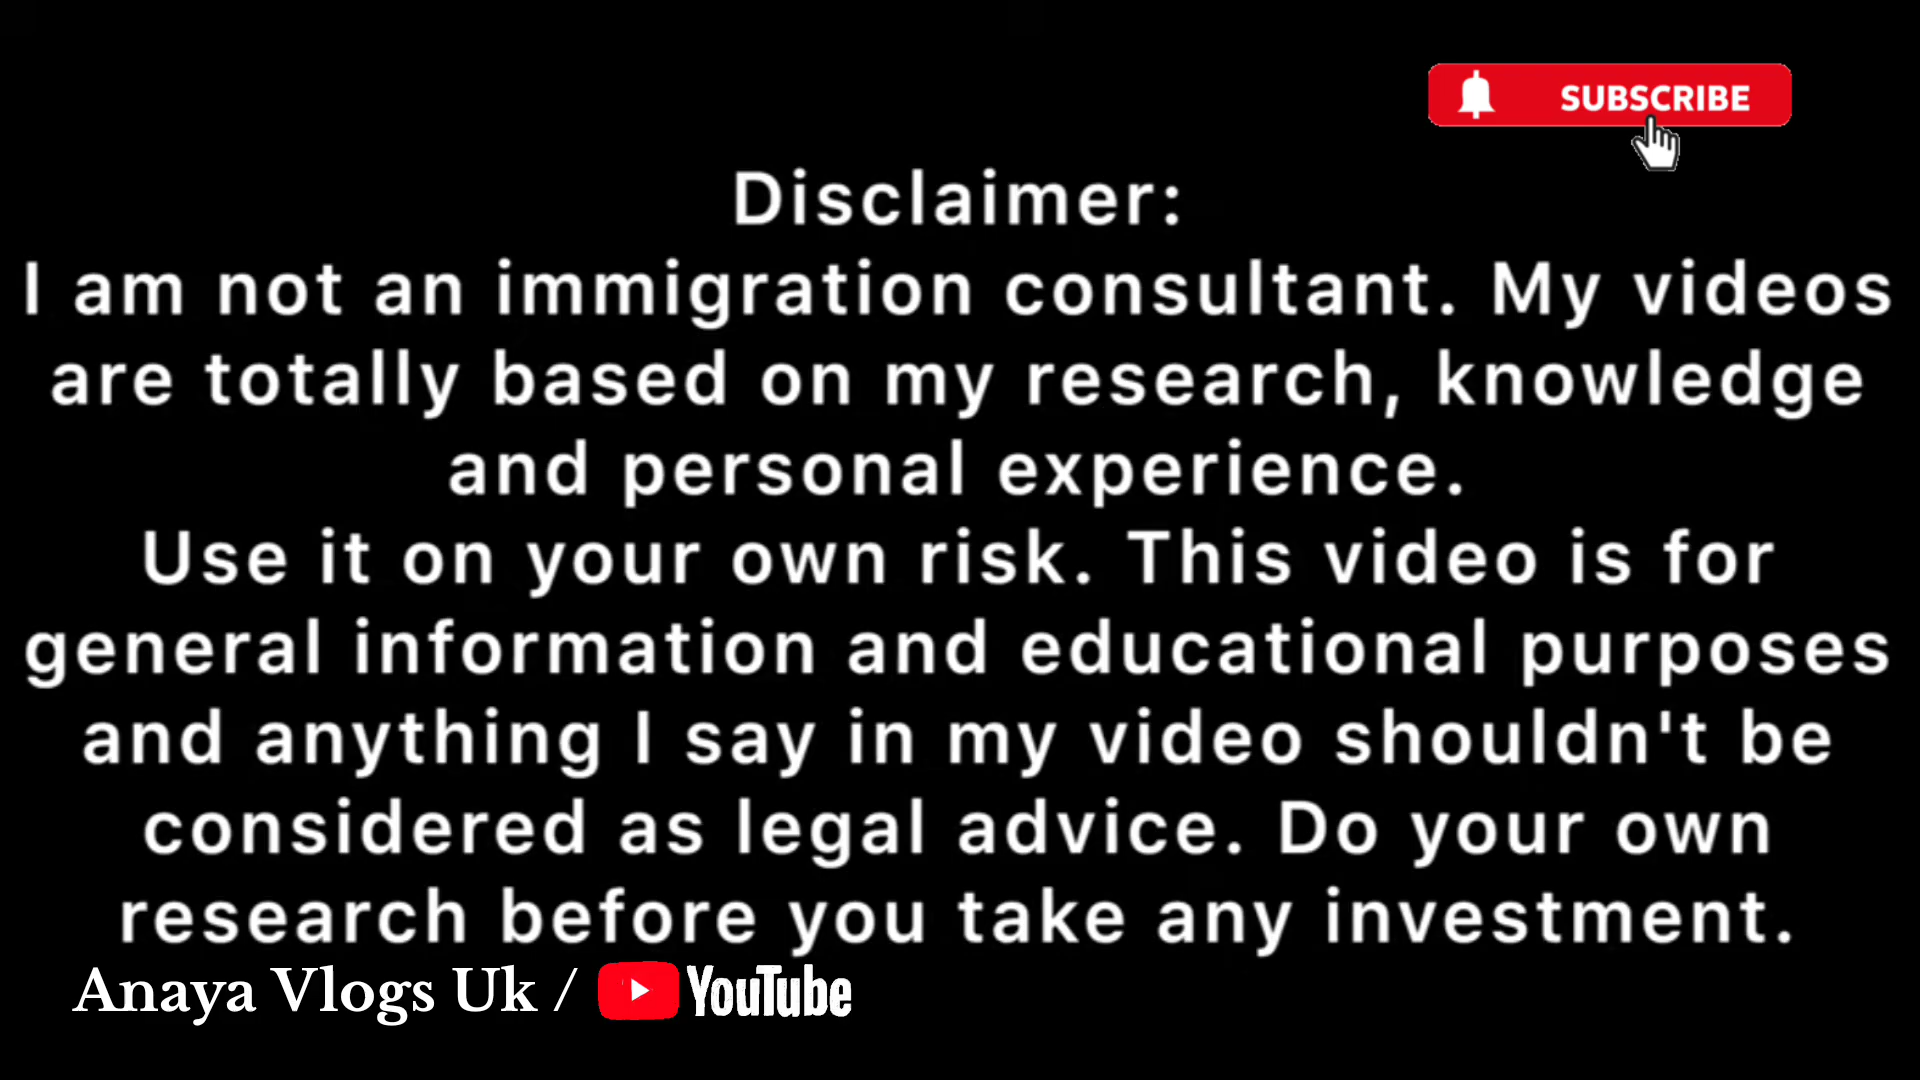 SUBSCRIBE
Disclaimer:
I am not an immigration consultant. My videos
are totally based on my research, knowledge
and personal experience.
Use it on your own risk. This video is for
general information and educational purposes
and anything I say in my video shouldn't be
considered as legal advice. Do your own
research before you take any investment.
Anaya Vlogs Uk / YouTube